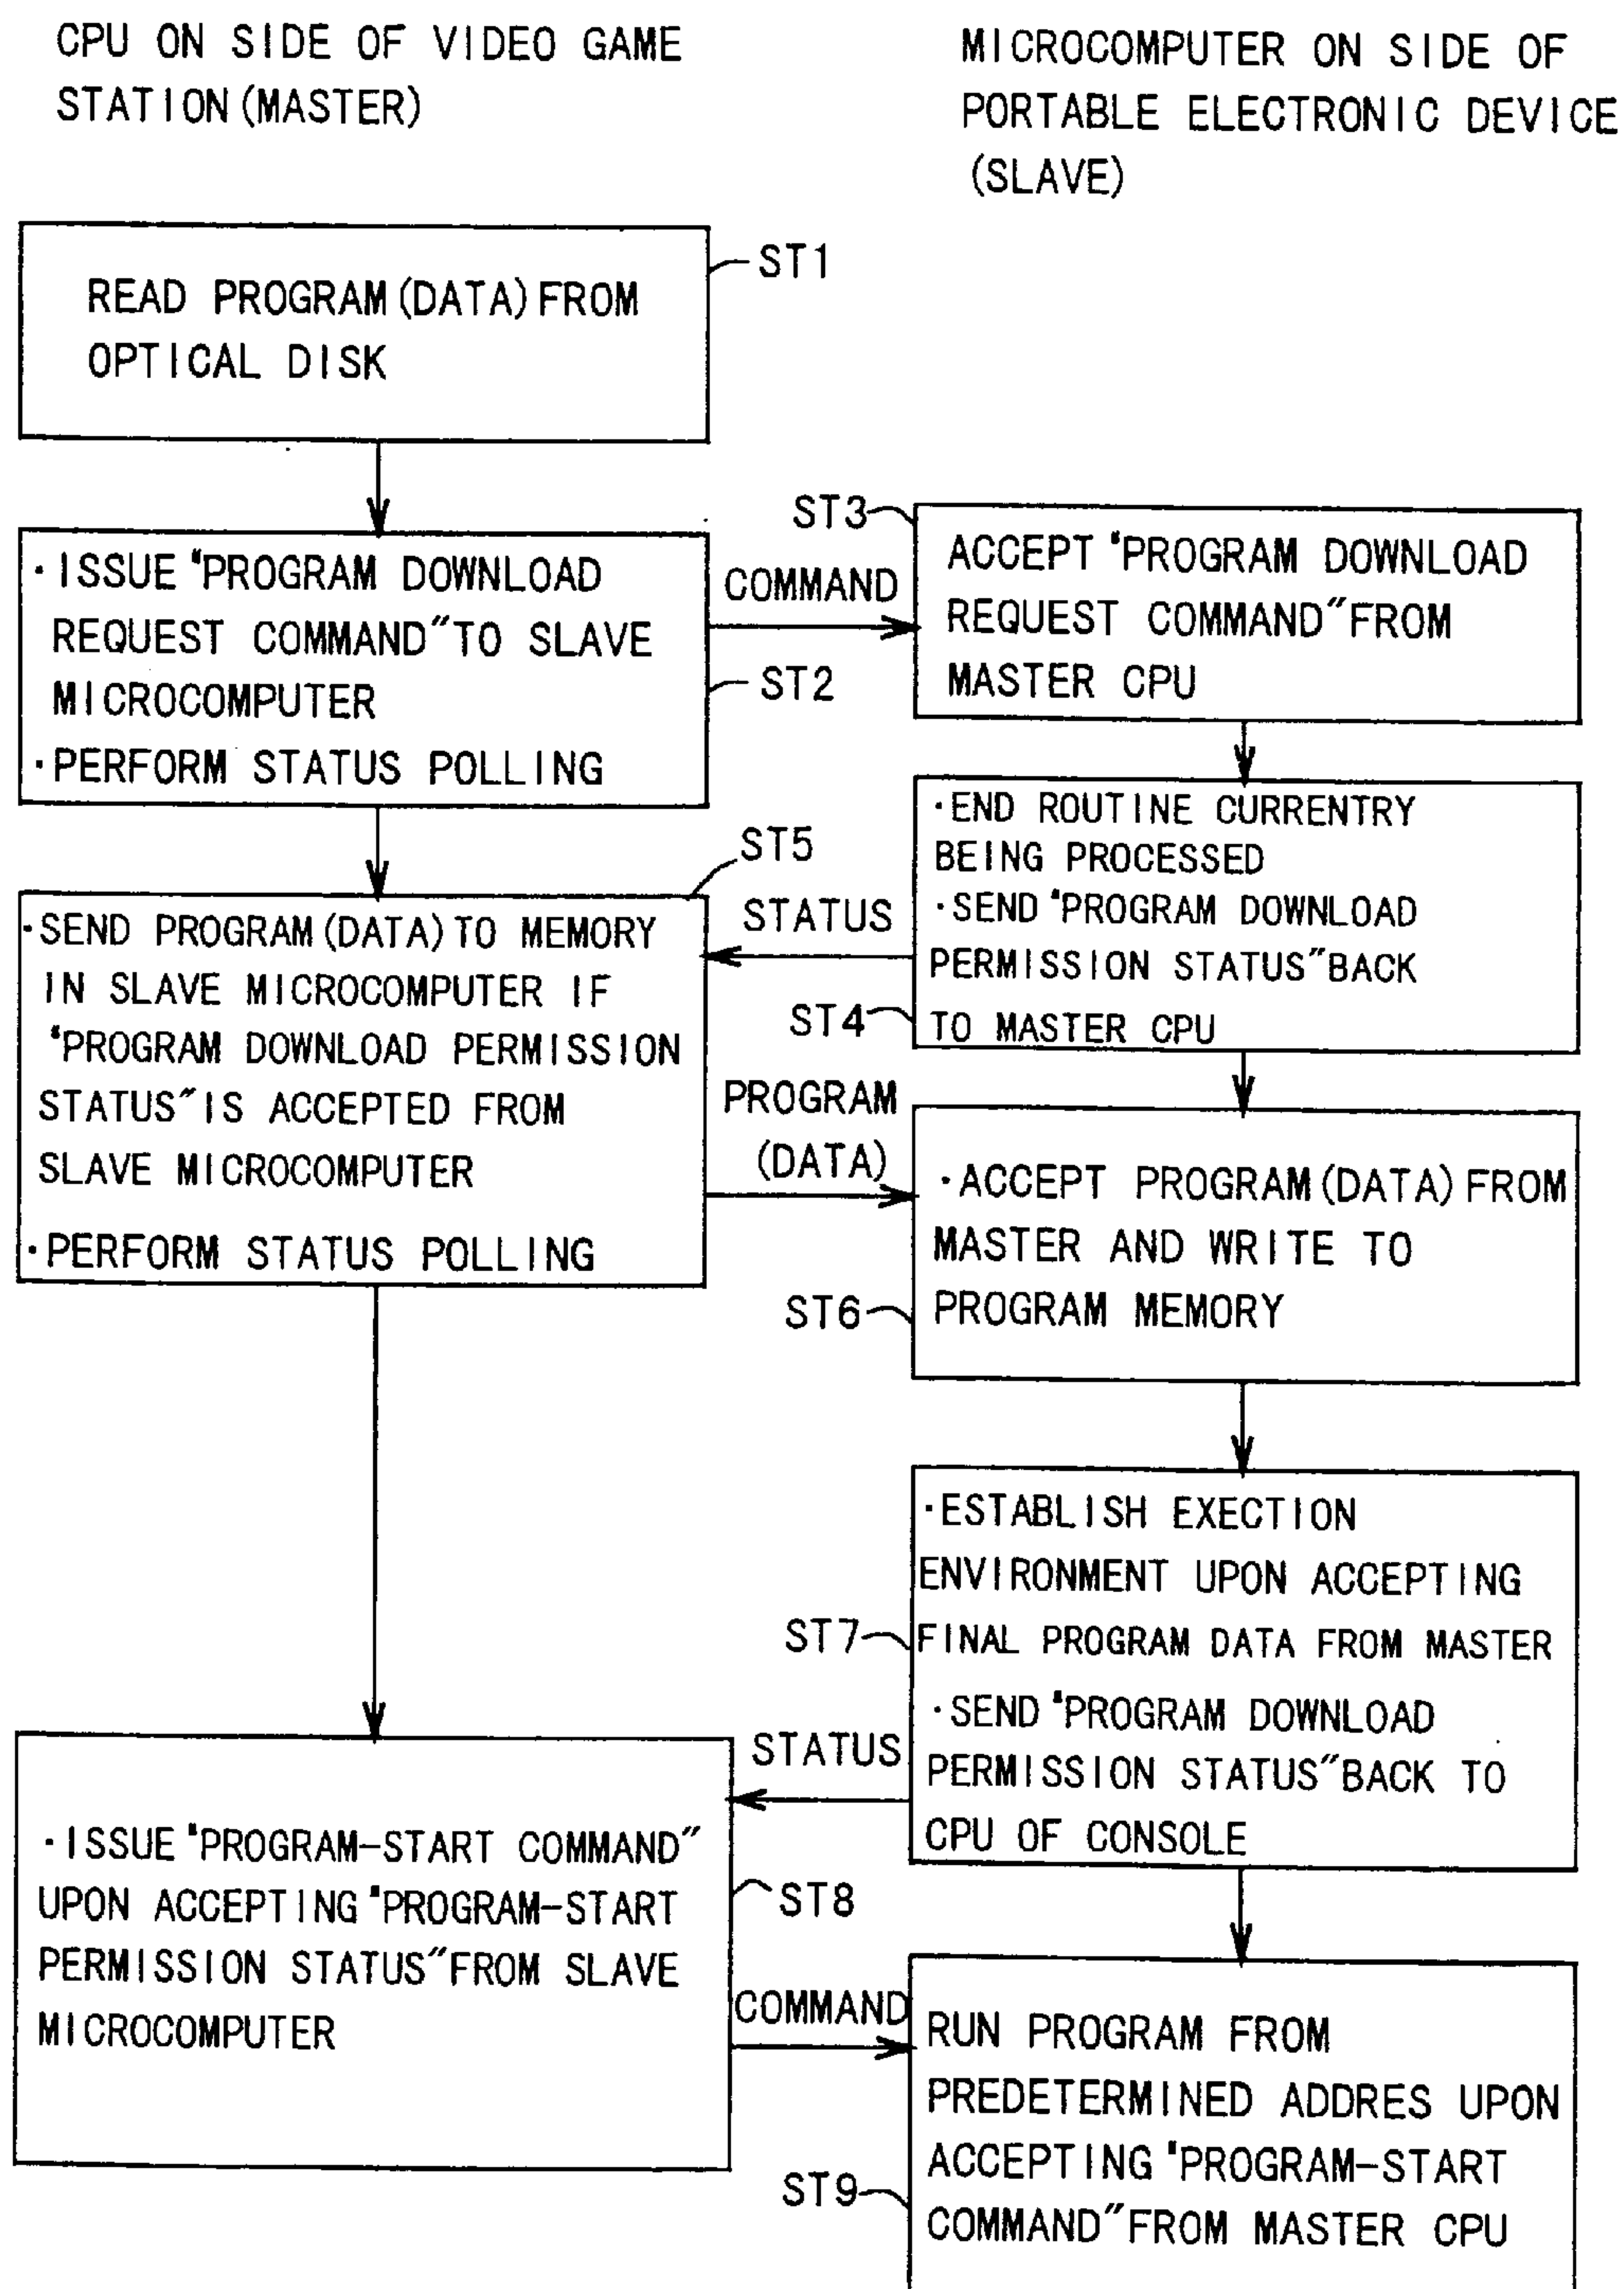 CPU ON SIDE OF VIDEO GAME
STATION(MASTER)
MICROCOMPUTER ON SIDE OF
PORTABLE ELECTRONIC DEVICE
(SLAVE)
READ PROGRAM(DATA)FROM
OPTICAL DISK
ST1
·ISSUE "PROGRAM DOWNLOAD
REQUEST COMMAND"TO SLAVE
MICROCOMPUTER
·PERFORM STATUS POLLING
ST2
COMMAND
ST3
ACCEPT "PROGRAM DOWNLOAD
REQUEST COMMAND"FROM
MASTER CPU
·END ROUTINE CURRENTRY
BEING PROCESSED
·SEND "PROGRAM DOWNLOAD
PERMISSION STATUS"BACK
TO MASTER CPU
ST4
STATUS
ST5
·SEND PROGRAM(DATA)TO MEMORY
IN SLAVE MICROCOMPUTER IF
"PROGRAM DOWNLOAD PERMISSION
STATUS"IS ACCEPTED FROM
SLAVE MICROCOMPUTER
·PERFORM STATUS POLLING
PROGRAM
(DATA)
·ACCEPT PROGRAM(DATA)FROM
MASTER AND WRITE TO
PROGRAM MEMORY
ST6
·ESTABLISH EXECTION
ENVIRONMENT UPON ACCEPTING
FINAL PROGRAM DATA FROM MASTER
·SEND "PROGRAM DOWNLOAD
PERMISSION STATUS"BACK TO
CPU OF CONSOLE
ST7
STATUS
·ISSUE "PROGRAM-START COMMAND"
UPON ACCEPTING "PROGRAM-START
PERMISSION STATUS"FROM SLAVE
MICROCOMPUTER
ST8
COMMAND
RUN PROGRAM FROM
PREDETERMINED ADDRES UPON
ACCEPTING "PROGRAM-START
COMMAND"FROM MASTER CPU
ST9